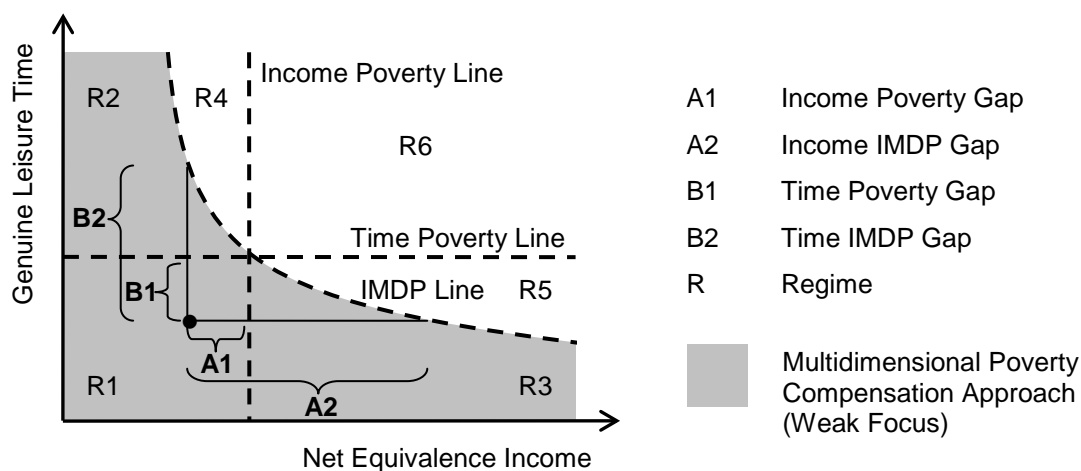 Genuine Leisure Time
R2
R4
Income Poverty Line
R6
B2
Time Poverty Line
B1
IMDP Line
R5
A1
R1
A2
R3
Net Equivalence Income
A1 Income Poverty Gap
A2 Income IMDP Gap
B1 Time Poverty Gap
B2 Time IMDP Gap
R Regime
Multidimensional Poverty
Compensation Approach
(Weak Focus)